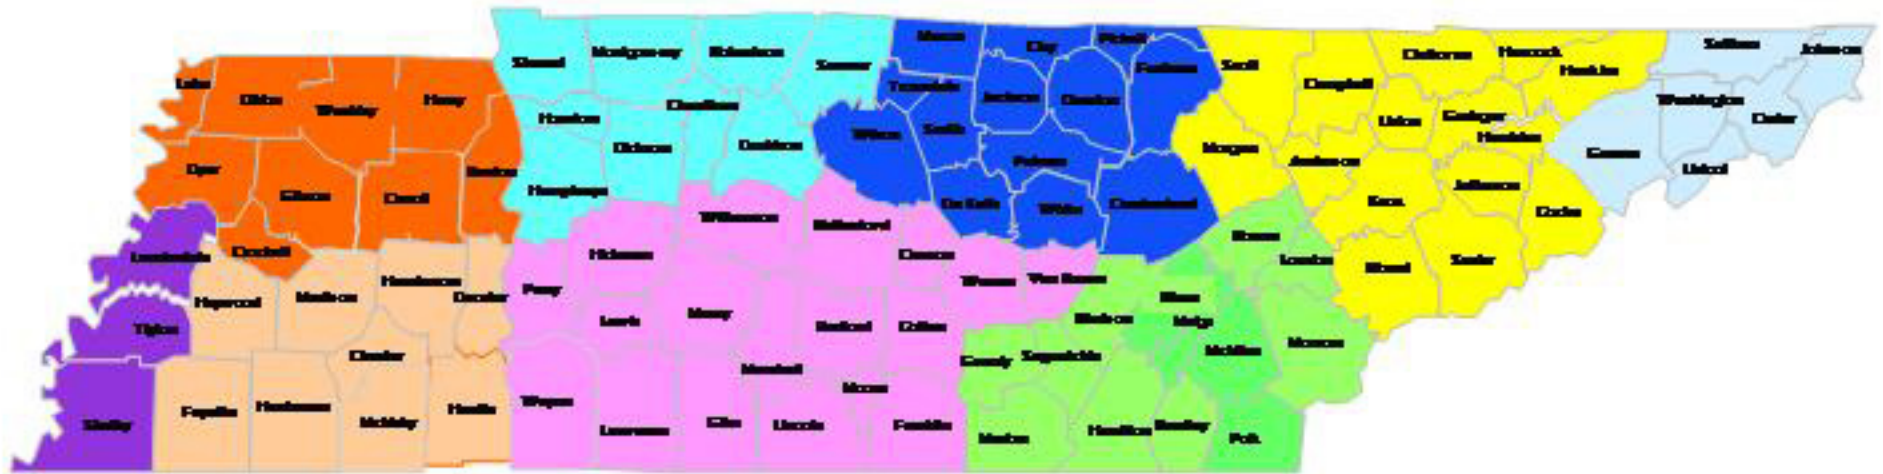 Lake
Obion
Weakley
Henry
Dyer
Gibson
Carroll
Benton
Crockett
Lauderdale
Tipton
Shelby
Haywood
Madison
Henderson
Decatur
Chester
Fayette
Hardeman
McNairy
Hardin
Stewart
Montgomery
Robertson
Sumner
Houston
Dickson
Cheatham
Davidson
Humphreys
Macon
Clay
Pickett
Trousdale
Jackson
Overton
Fentress
Wilson
Smith
Putnam
De Kalb
White
Cumberland
Williamson
Rutherford
Hickman
Cannon
Perry
Warren
Van Buren
Lewis
Maury
Bedford
Coffee
Marshall
Moore
Wayne
Lawrence
Giles
Lincoln
Franklin
Scott
Campbell
Claiborne
Hancock
Hawkins
Union
Grainger
Hamblen
Morgan
Anderson
Knox
Jefferson
Cocke
Blount
Sevier
Sullivan
Johnson
Washington
Carter
Greene
Unicoi
Roane
Loudon
Rhea
Meigs
Bledsoe
Grundy
Sequatchie
McMinn
Monroe
Marion
Hamilton
Bradley
Polk